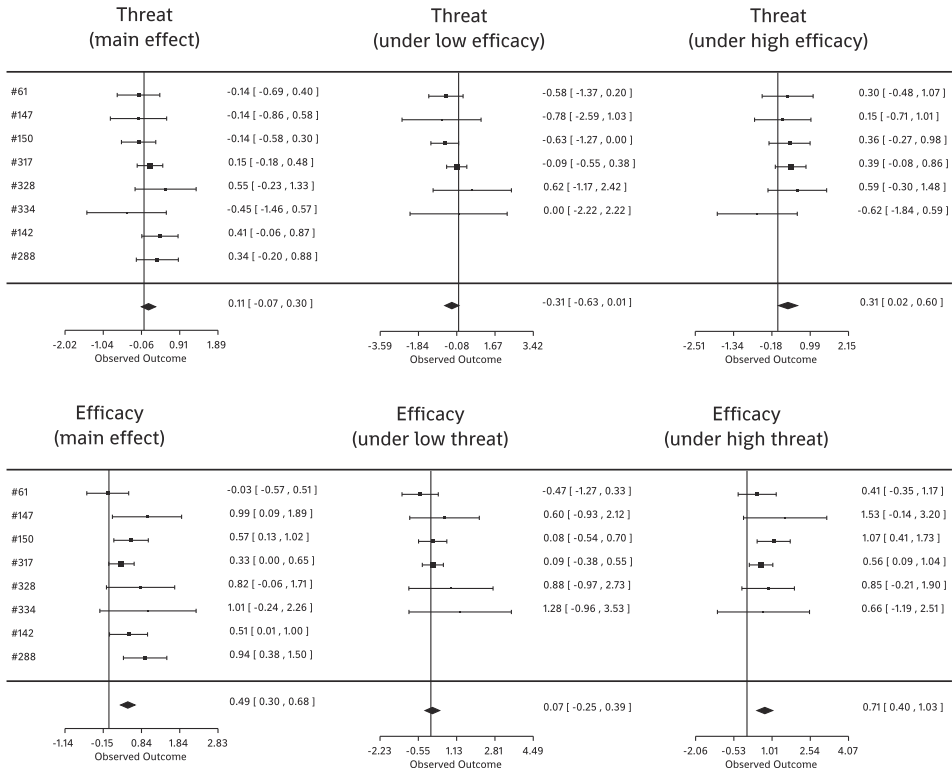 Threat
(main effect)
Threat
(under low efficacy)
Threat
(under high efficacy)
#61 -0.14 [ -0.69 , 0.40 ] -0.58 [ -1.37 , 0.20 ] 0.30 [ -0.48 , 1.07 ]
#147 -0.14 [ -0.86 , 0.58 ] -0.78 [ -2.59 , 1.03 ] 0.15 [ -0.71 , 1.01 ]
#150 -0.14 [ -0.58 , 0.30 ] -0.63 [ -1.27 , 0.00 ] 0.36 [ -0.27 , 0.98 ]
#317 0.15 [ -0.18 , 0.48 ] -0.09 [ -0.55 , 0.38 ] 0.39 [ -0.08 , 0.86 ]
#328 0.55 [ -0.23 , 1.33 ] 0.62 [ -1.17 , 2.42 ] 0.59 [ -0.30 , 1.48 ]
#334 -0.45 [ -1.46 , 0.57 ] 0.00 [ -2.22 , 2.22 ] -0.62 [ -1.84 , 0.59 ]
#142 0.41 [ -0.06 , 0.87 ]
#288 0.34 [ -0.20 , 0.88 ]
0.11 [ -0.07 , 0.30 ] -0.31 [ -0.63 , 0.01 ] 0.31 [ 0.02 , 0.60 ]
-2.02 -1.04 -0.06 0.91 1.89 -3.59 -1.84 -0.08 1.67 3.42 -2.51 -1.34 -0.18 0.99 2.15
Observed Outcome Observed Outcome Observed Outcome
Efficacy
(main effect)
Efficacy
(under low threat)
Efficacy
(under high threat)
#61 -0.03 [ -0.57 , 0.51 ] -0.47 [ -1.27 , 0.33 ] 0.41 [ -0.35 , 1.17 ]
#147 0.99 [ 0.09 , 1.89 ] 0.60 [ -0.93 , 2.12 ] 1.53 [ -0.14 , 3.20 ]
#150 0.57 [ 0.13 , 1.02 ] 0.08 [ -0.54 , 0.70 ] 1.07 [ 0.41 , 1.73 ]
#317 0.33 [ 0.00 , 0.65 ] 0.09 [ -0.38 , 0.55 ] 0.56 [ 0.09 , 1.04 ]
#328 0.82 [ -0.06 , 1.71 ] 0.88 [ -0.97 , 2.73 ] 0.85 [ -0.21 , 1.90 ]
#334 1.01 [ -0.24 , 2.26 ] 1.28 [ -0.96 , 3.53 ] 0.66 [ -1.19 , 2.51 ]
#142 0.51 [ 0.01 , 1.00 ]
#288 0.94 [ 0.38 , 1.50 ]
0.49 [ 0.30 , 0.68 ] 0.07 [ -0.25 , 0.39 ] 0.71 [ 0.40 , 1.03 ]
-1.14 -0.15 0.84 1.84 2.83 -2.23 -0.55 1.13 2.81 4.49 -2.06 -0.53 1.01 2.54 4.07
Observed Outcome Observed Outcome Observed Outcome